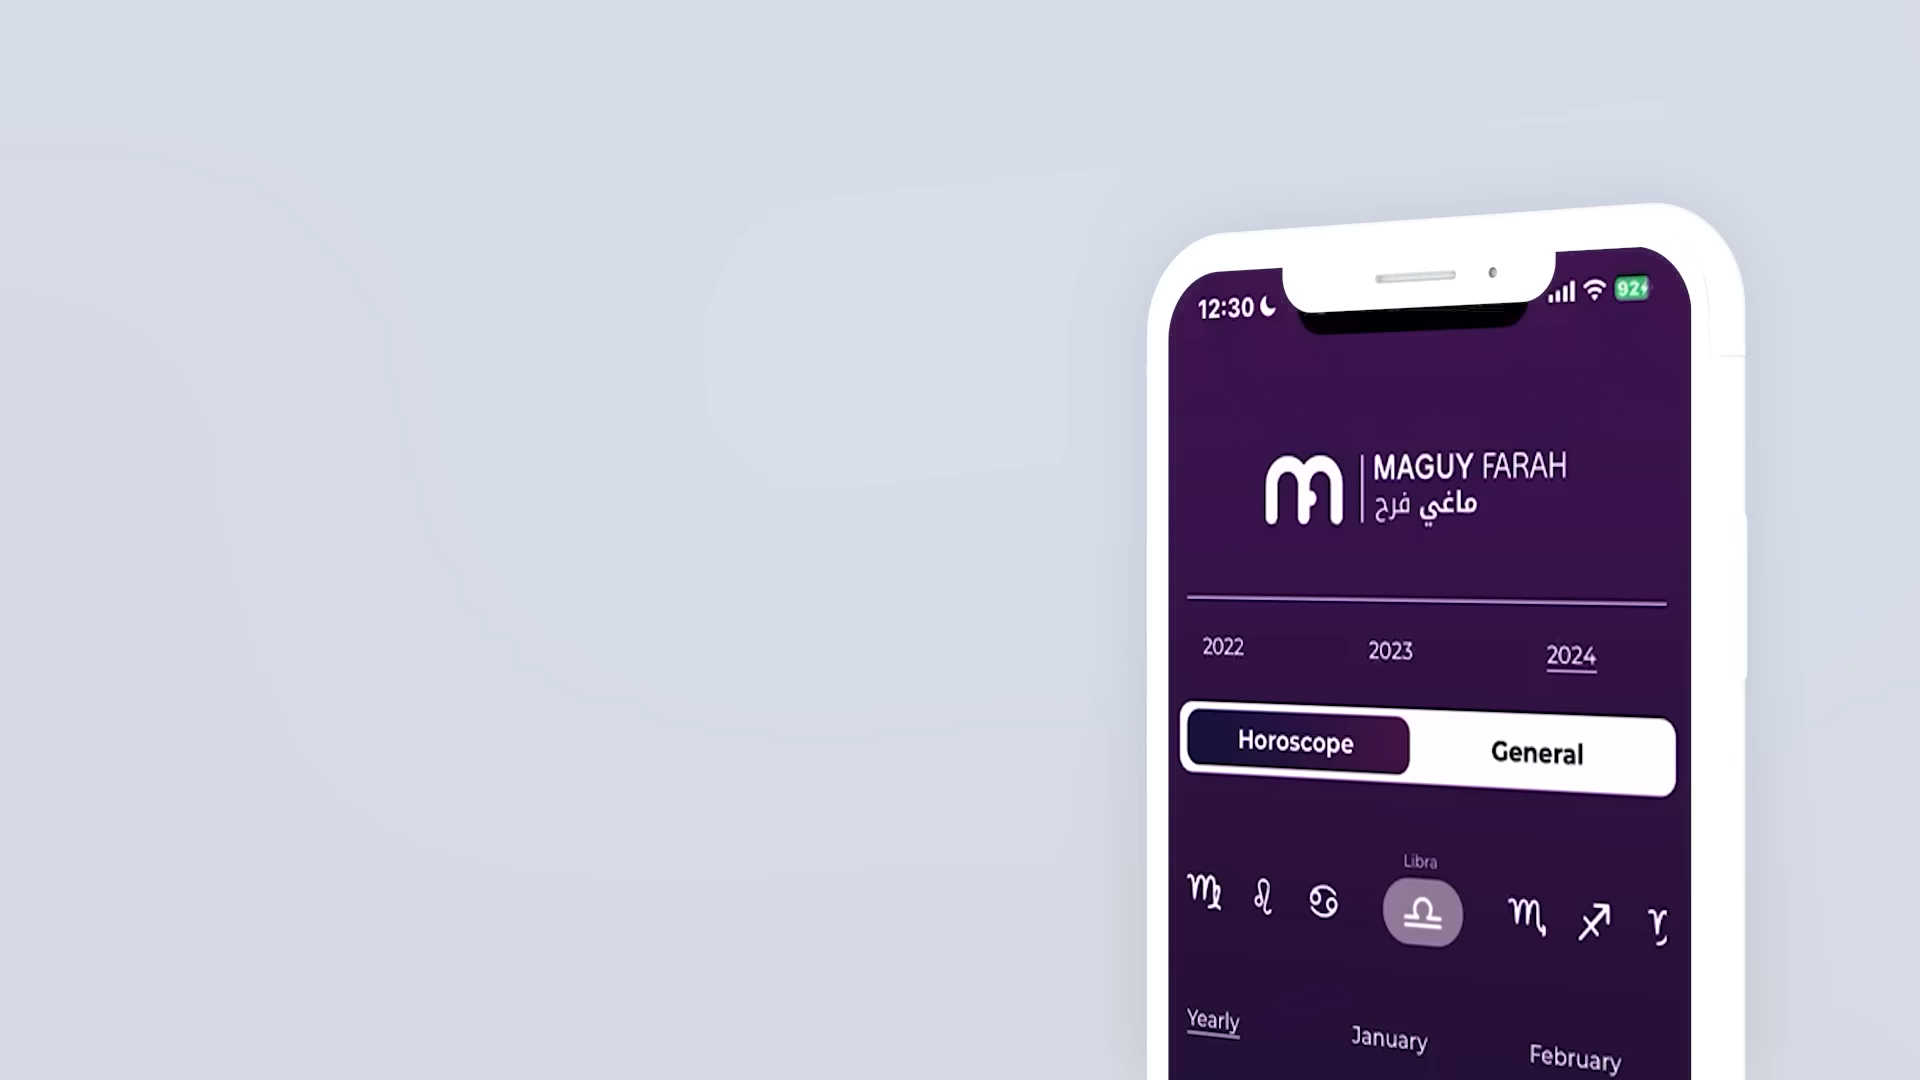 12:30
92
MAGUY FARAH
ماغي فرح
2022 2023 2024
Horoscope General
Libra
Yearly January February